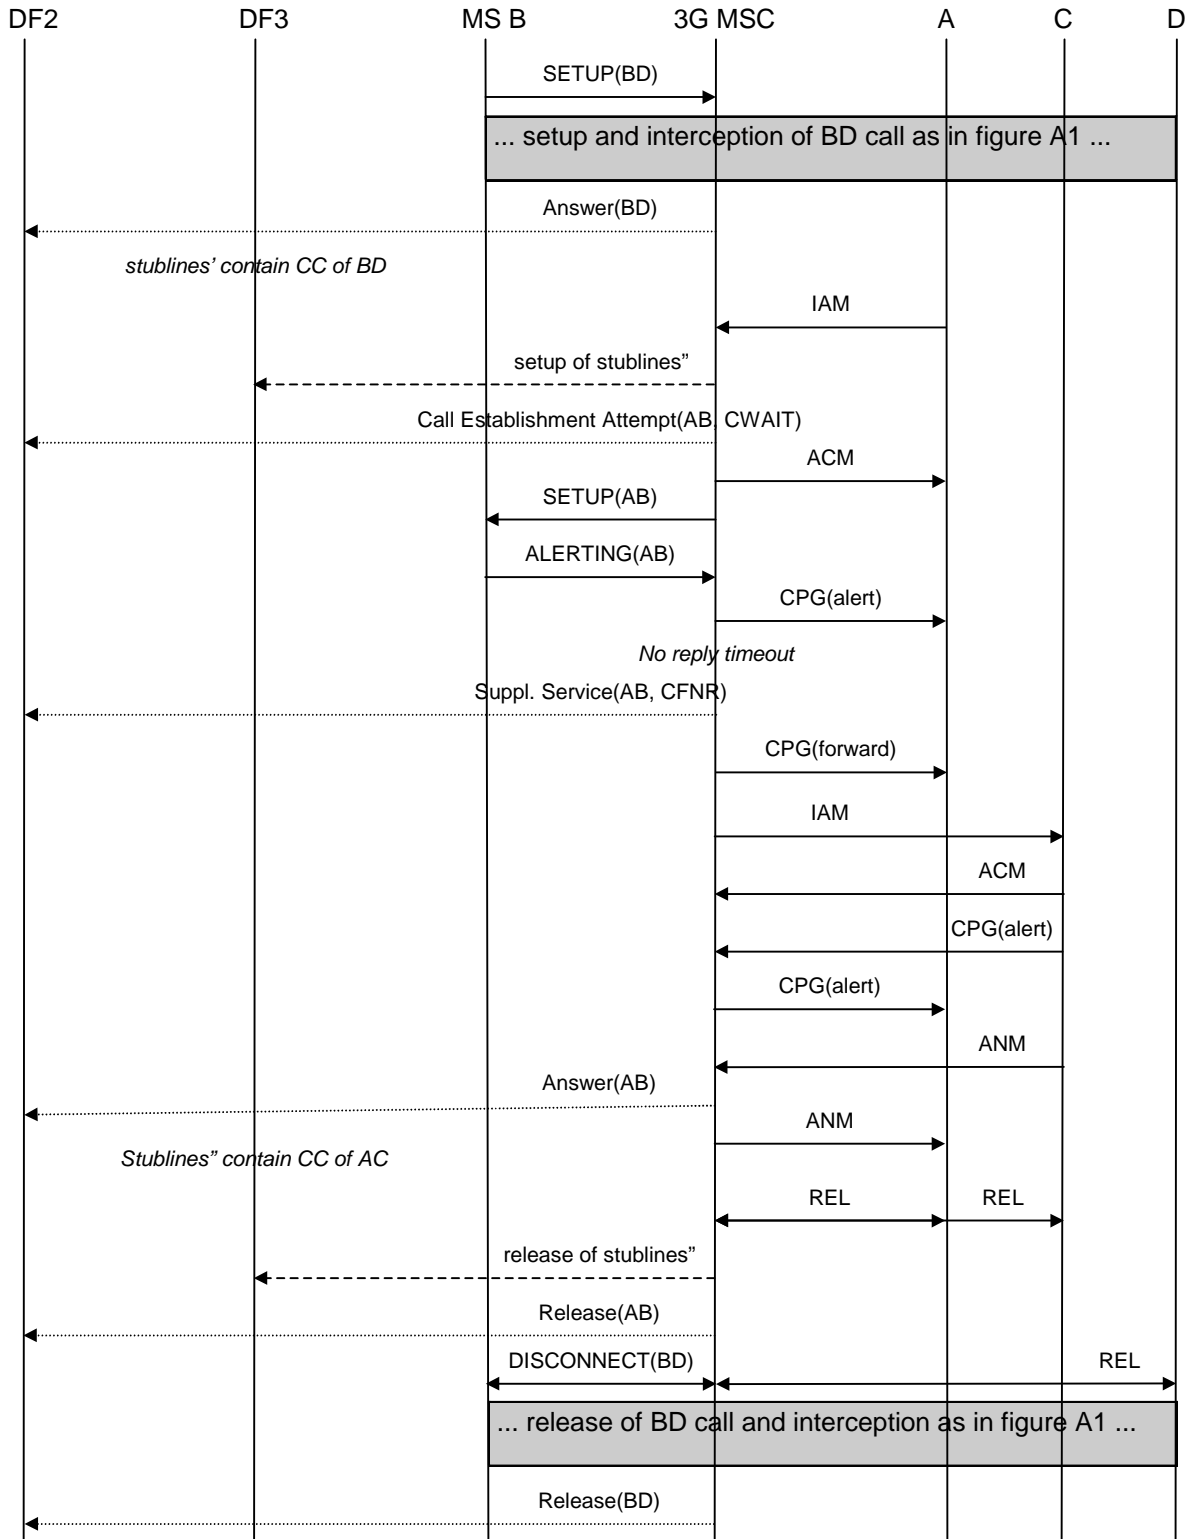 DF2 DF3 MS B 3G MSC A C D
SETUP(BD)
... setup and interception of BD call as in figure A1 ...
Answer(BD)
stublines’ contain CC of BD
IAM
setup of stublines”
Call Establishment Attempt(AB, CWAIT)
ACM
SETUP(AB)
ALERTING(AB)
CPG(alert)
No reply timeout
Suppl. Service(AB, CFNR)
CPG(forward)
IAM
ACM
CPG(alert)
CPG(alert)
ANM
Answer(AB)
ANM
Stublines” contain CC of AC
REL REL
release of stublines”
Release(AB)
DISCONNECT(BD) REL
... release of BD call and interception as in figure A1 ...
Release(BD)